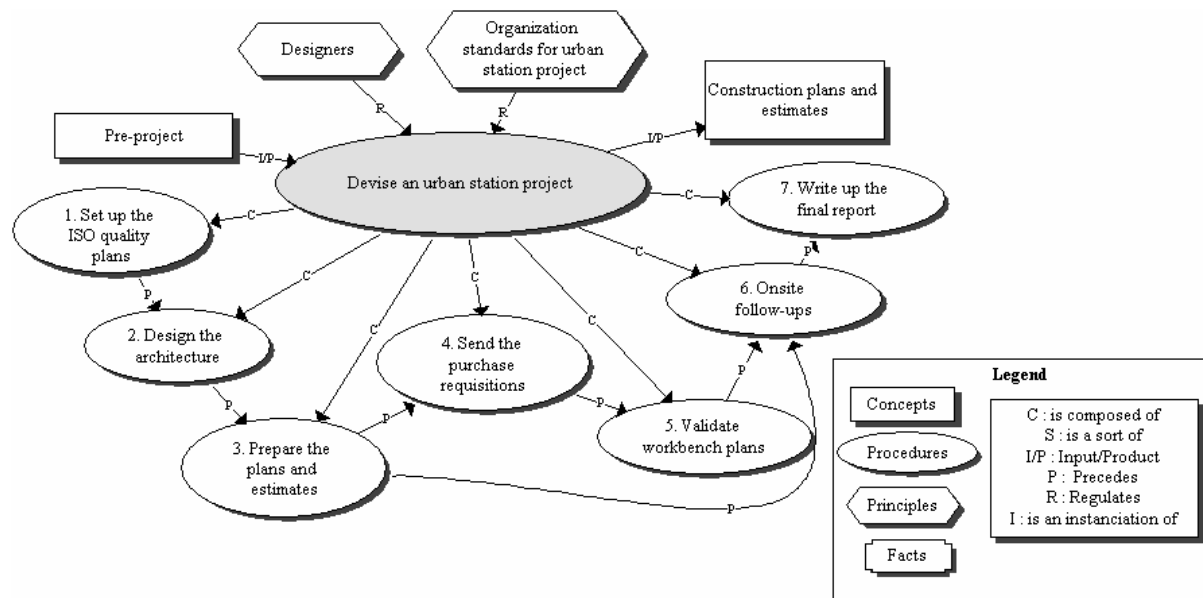 Designers
Organization
standards for urban
station project
Construction plans and
estimates
Pre-project
R
R
I/P
I/P
Devise an urban station project
7. Write up the
final report
1. Set up the
ISO quality
plans
C
C
C
C
C
C
C
P
P
6. Onsite
follow-ups
2. Design the
architecture
4. Send the
purchase
requisitions
P
P
P
P
5. Validate
workbench plans
3. Prepare the
plans and
estimates
P
Legend
Concepts
Procedures
Principles
Facts
C : is composed of
S : is a sort of
I/P : Input/Product
P : Precedes
R : Regulates
I : is an instanciation of